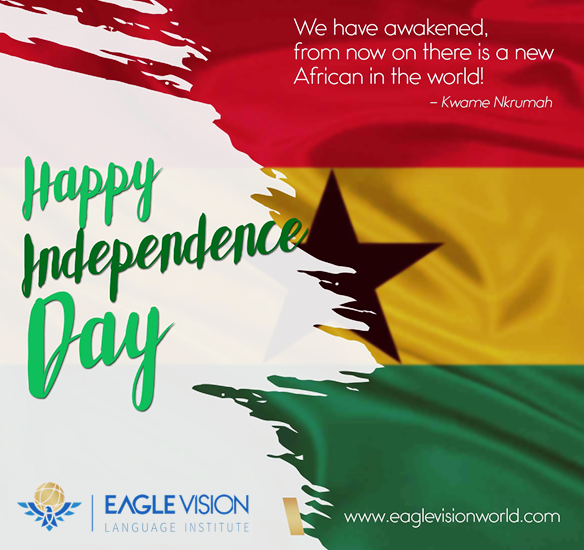 We have awakened,
from now on there is a new
African in the world!
– Kwame Nkrumah
Happy
Independence
Day
EAGLE VISION
LANGUAGE INSTITUTE
www.eaglevisionworld.com